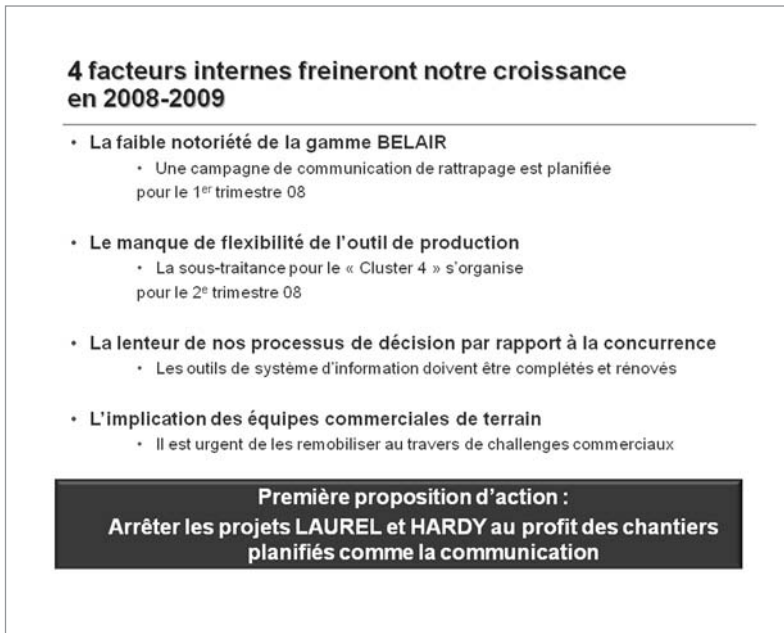 4 facteurs internes freineront notre croissance
en 2008-2009
• La faible notoriété de la gamme BELAIR
• Une campagne de communication de rattrapage est planifiée
pour le 1er trimestre 08
• Le manque de flexibilité de l'outil de production
• La sous-traitance pour le « Cluster 4 » s'organise
pour le 2e trimestre 08
• La lenteur de nos processus de décision par rapport à la concurrence
• Les outils de système d'information doivent être complétés et rénovés
• L'implication des équipes commerciales de terrain
• Il est urgent de les remobiliser au travers de challenges commerciaux
Première proposition d'action :
Arrêter les projets LAUREL et HARDY au profit des chantiers
planifiés comme la communication